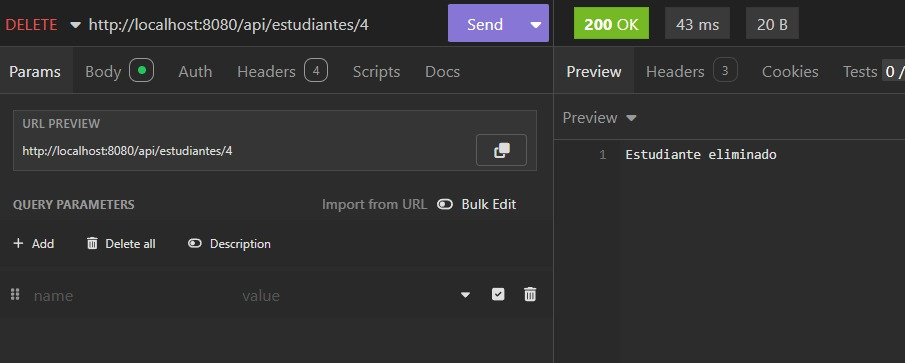 DELETE http://localhost:8080/api/estudiantes/4 Send 200 OK 43 ms 20 B
Params Body Auth Headers 4 Scripts Docs Preview Headers 3 Cookies Tests 0 /
URL PREVIEW
Preview
http://localhost:8080/api/estudiantes/4
1 Estudiante eliminado
QUERY PARAMETERS Import from URL Bulk Edit
+ Add Delete all Description
name value